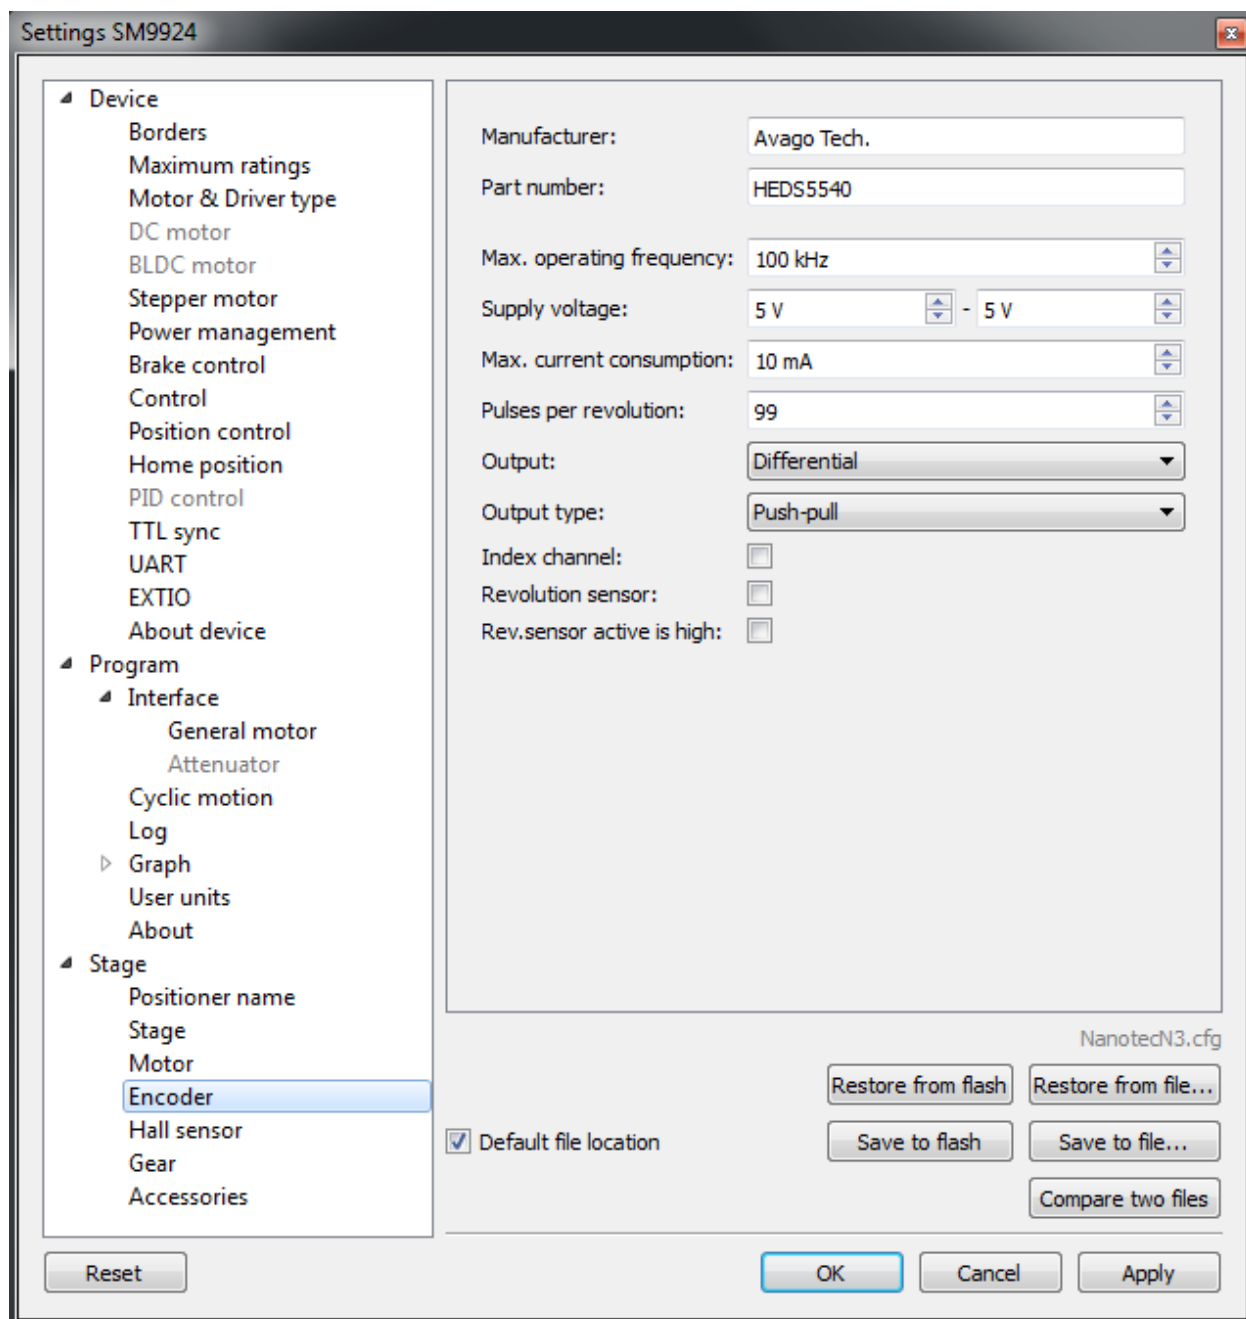 Settings SM9924
Device
Borders
Maximum ratings
Motor & Driver type
DC motor
BLDC motor
Stepper motor
Power management
Brake control
Control
Position control
Home position
PID control
TTL sync
UART
EXTIO
About device
Program
Interface
General motor
Attenuator
Cyclic motion
Log
Graph
User units
About
Stage
Positioner name
Stage
Motor
Encoder
Hall sensor
Gear
Accessories
Manufacturer: Avago Tech.
Part number: HEDS5540
Max. operating frequency: 100 kHz
Supply voltage: 5 V - 5 V
Max. current consumption: 10 mA
Pulses per revolution: 99
Output: Differential
Output type: Push-pull
Index channel:
Revolution sensor:
Rev.sensor active is high:
NanotecN3.cfg
Restore from flash Restore from file...
Default file location Save to flash Save to file...
Compare two files
Reset OK Cancel Apply